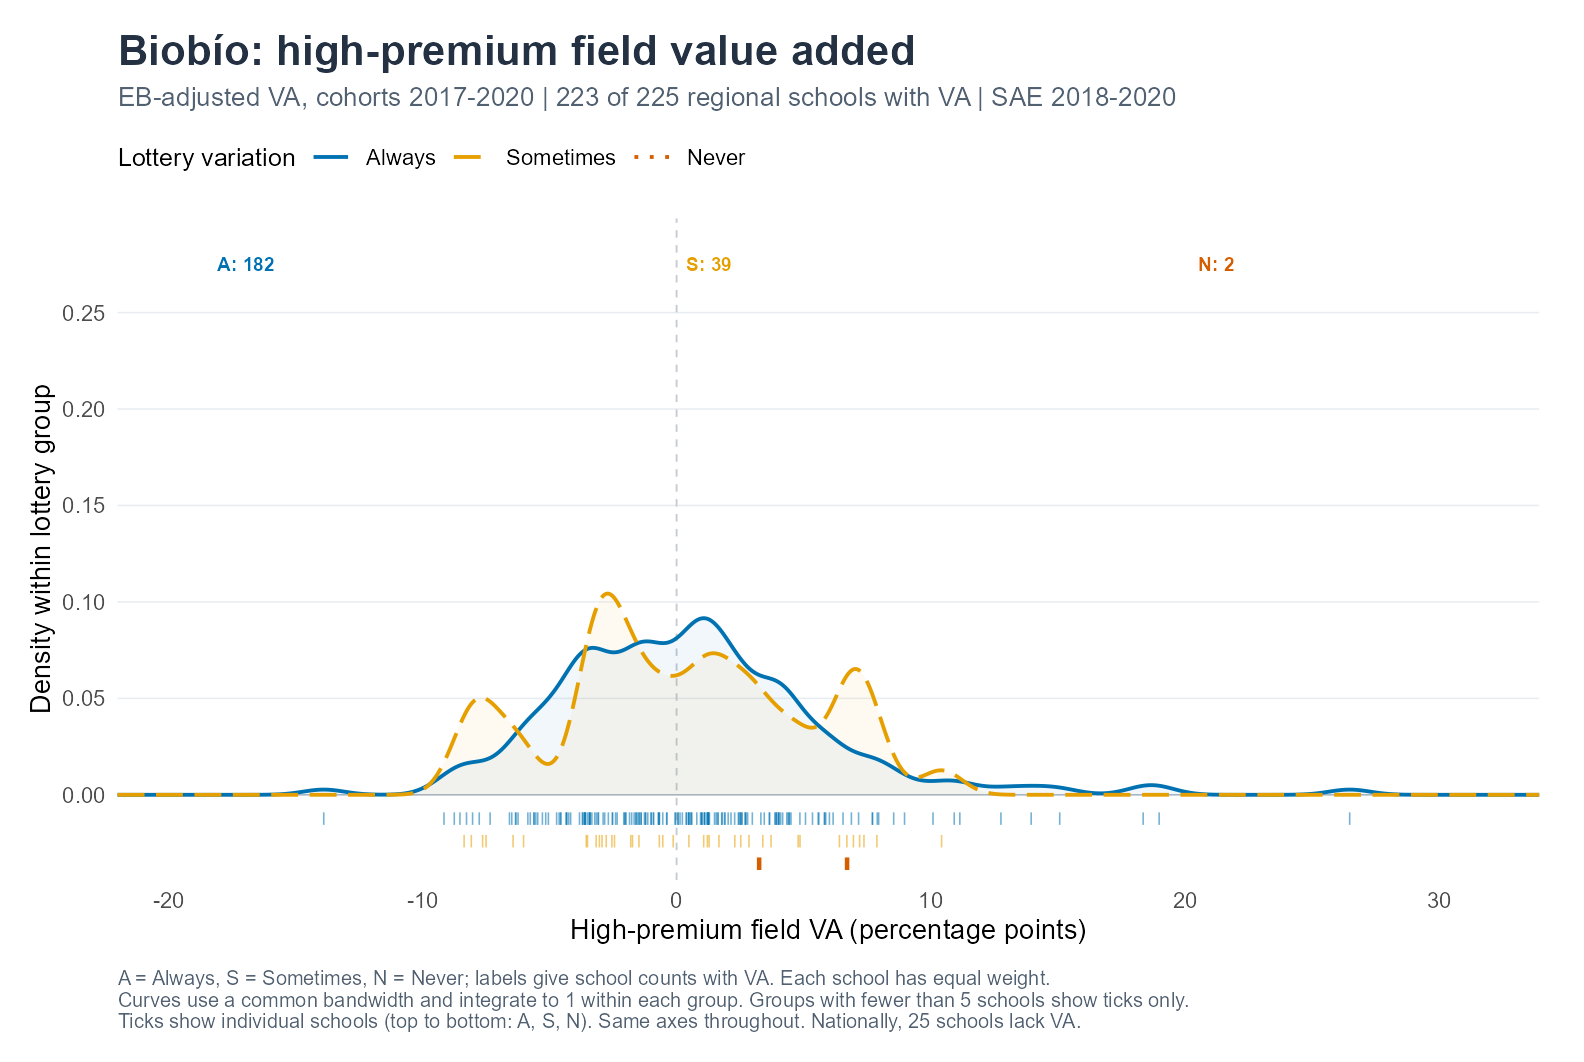 Biobío: high-premium field value added
EB-adjusted VA, cohorts 2017-2020 | 223 of 225 regional schools with VA | SAE 2018-2020
Lottery variation Always Sometimes Never
A: 182 S: 39 N: 2
0.25
0.20
0.15
0.10
0.05
0.00
Density within lottery group
-20 -10 0 10 20 30
High-premium field VA (percentage points)
A = Always, S = Sometimes, N = Never; labels give school counts with VA. Each school has equal weight.
Curves use a common bandwidth and integrate to 1 within each group. Groups with fewer than 5 schools show ticks only.
Ticks show individual schools (top to bottom: A, S, N). Same axes throughout. Nationally, 25 schools lack VA.